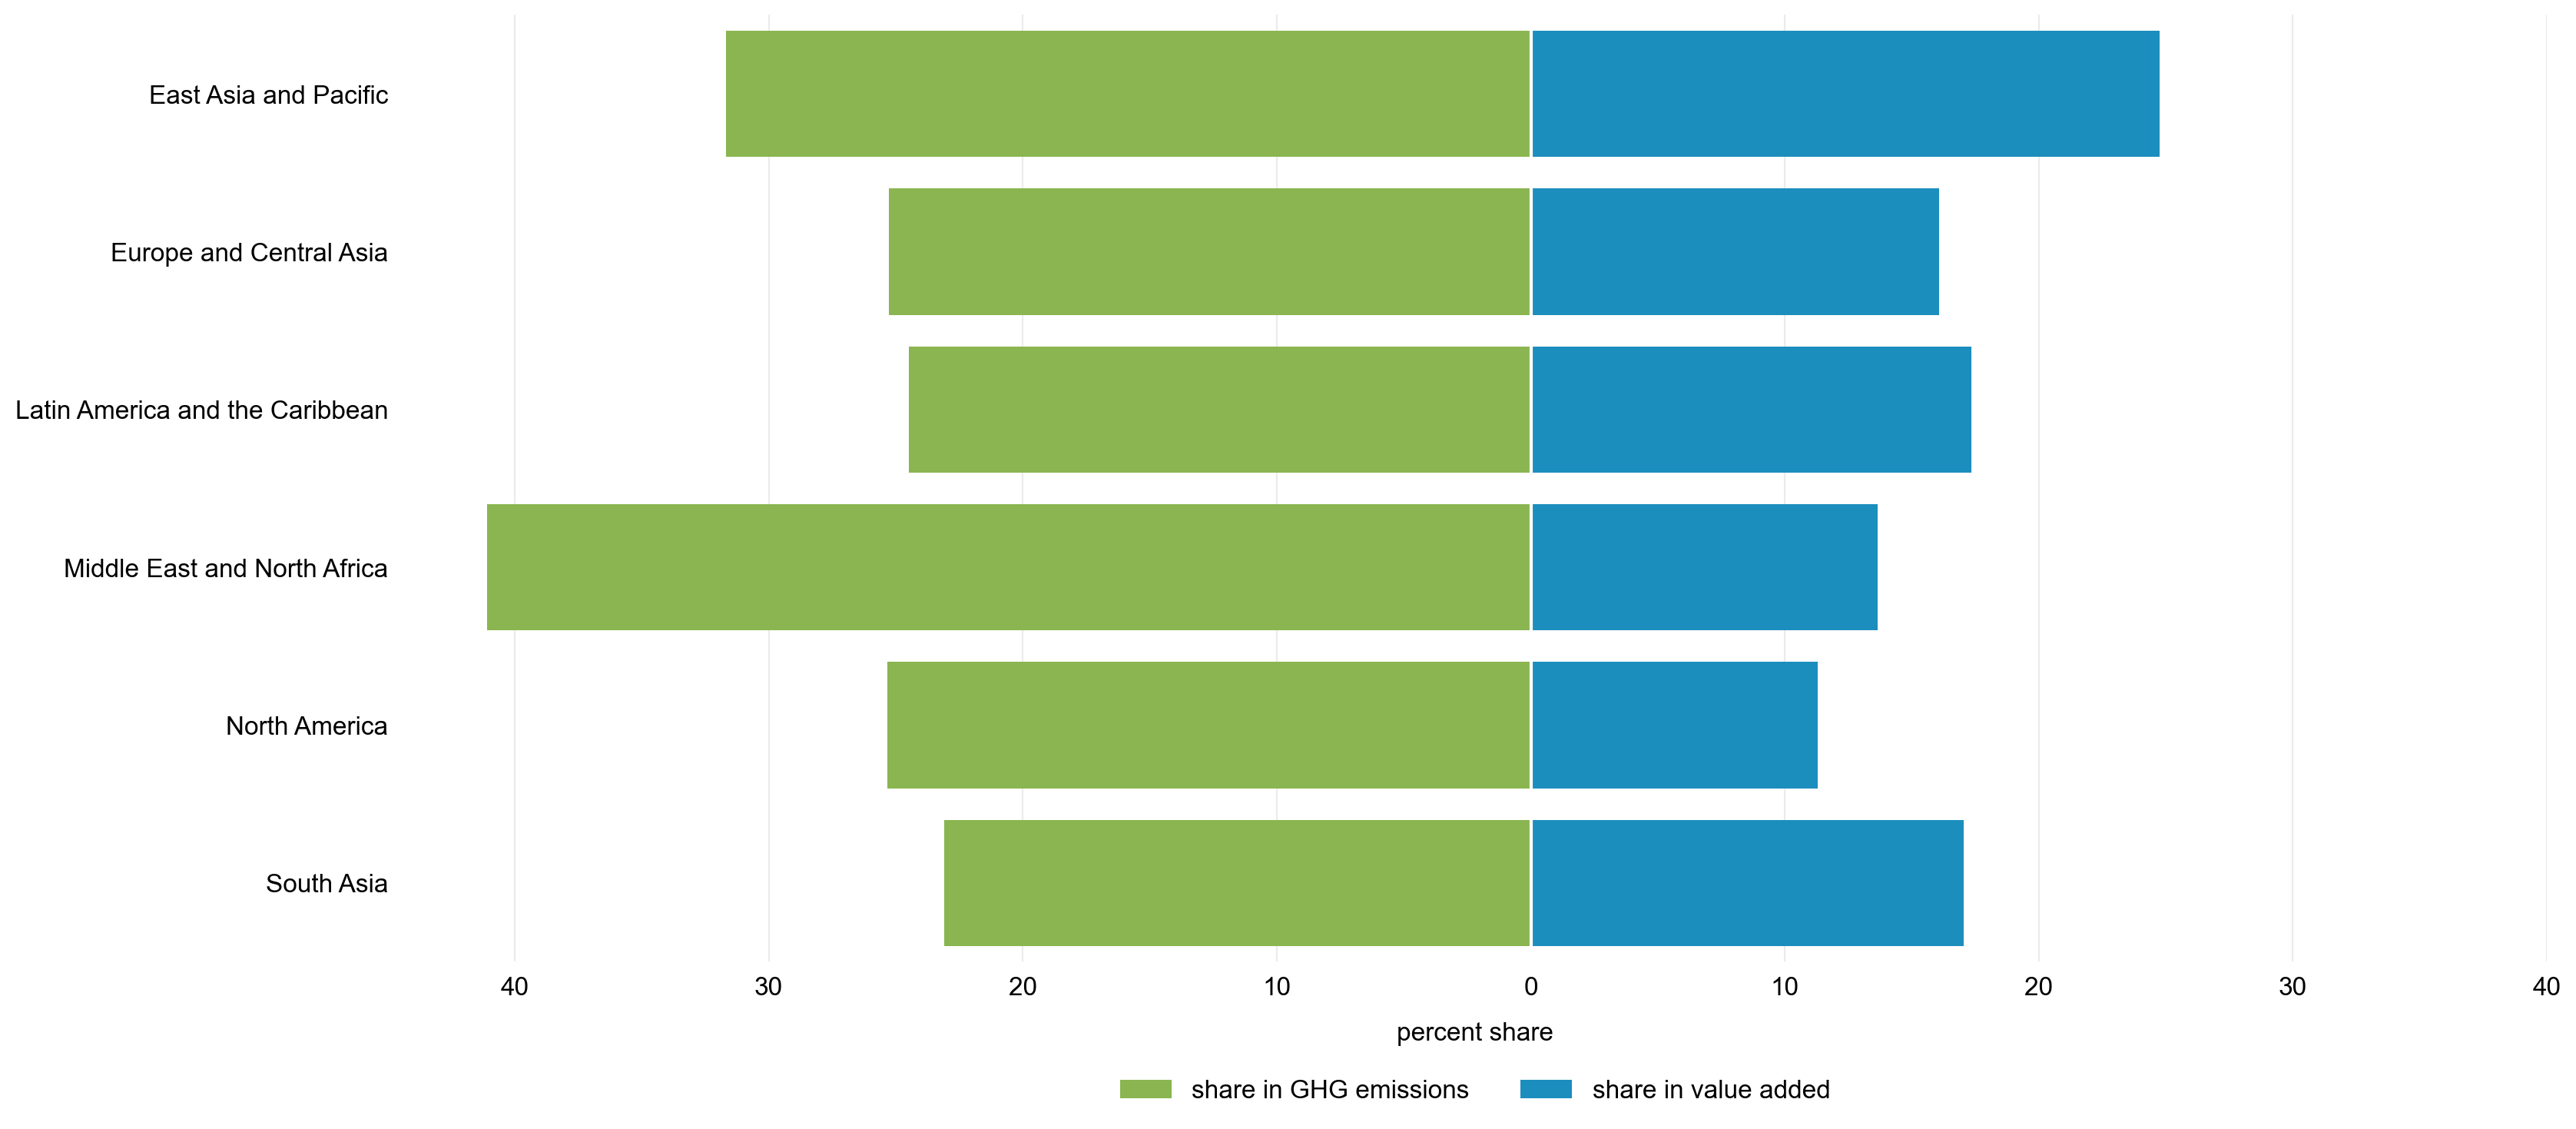 East Asia and Pacific
Europe and Central Asia
Latin America and the Caribbean
Middle East and North Africa
North America
South Asia
40 30 20 10 0 10 20 30 40
percent share
share in GHG emissions share in value added